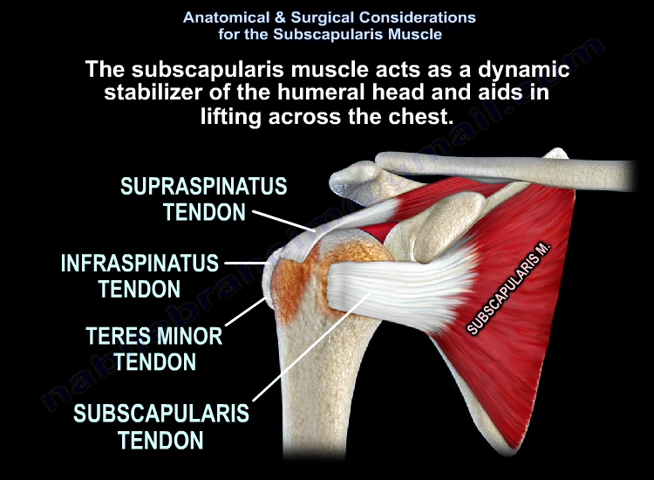 Anatomical & Surgical Considerations
for the Subscapularis Muscle
The subscapularis muscle acts as a dynamic
stabilizer of the humeral head and aids in
lifting across the chest.
SUPRASPINATUS
TENDON
INFRASPINATUS
TENDON
TERES MINOR
TENDON
SUBSCAPULARIS
TENDON
SUBSCAPULARIS M.